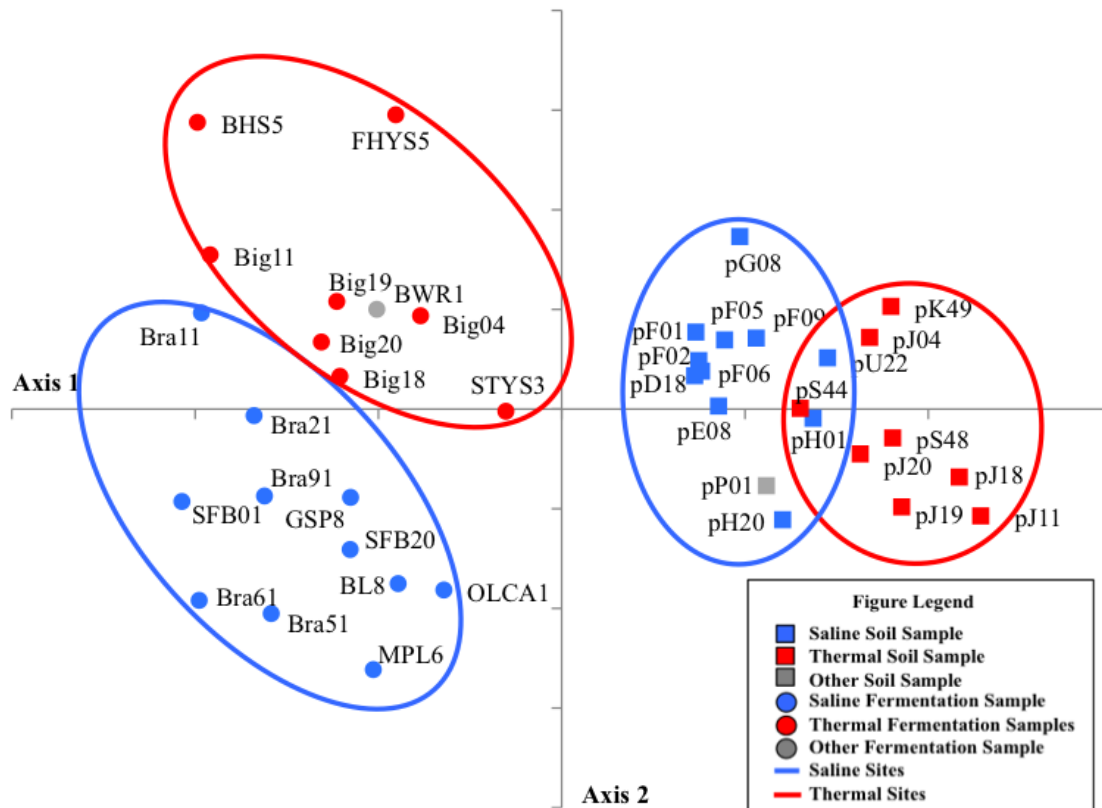 BHS5
FHYS5
Big11
Big19
BWR1
Big04
Bra11
Big20
Big18
Axis 1
STYS3
Bra21
Bra91
SFB01
GSP8
SFB20
BL8
OLCA1
Bra61
Bra51
MPL6
pG08
pF05
pF09
pF01
pF02
pD18
pF06
pE08
pK49
pJ04
pU22
pS44
pH01
pS48
pJ20
pJ18
pP01
pH20
pJ19
pJ11
Figure Legend
Saline Soil Sample
Thermal Soil Sample
Other Soil Sample
Saline Fermentation Sample
Thermal Fermentation Samples
Other Fermentation Sample
Saline Sites
Thermal Sites
Axis 2